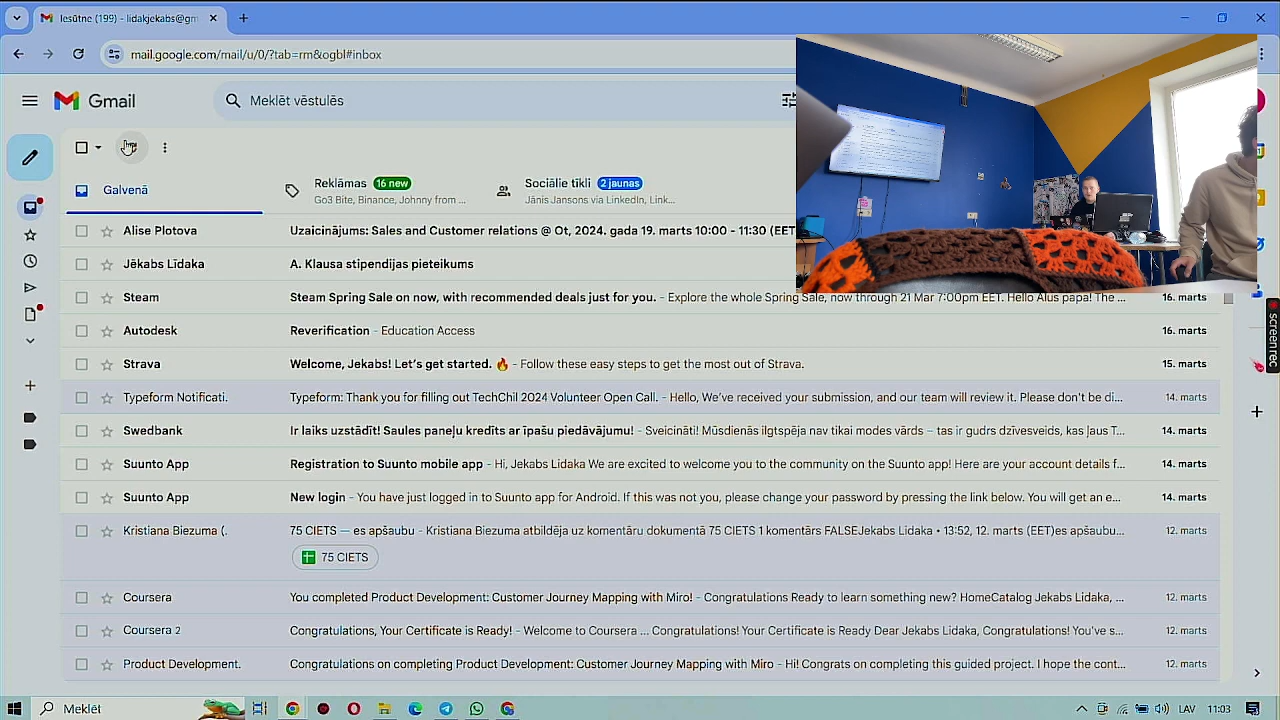 Iesūtne (199) - lidakjekabs@gm
mail.google.com/mail/u/0/?tab=rm&ogbl#inbox
Gmail
Meklēt vēstulēs
Galvenā
Reklāmas 16 new
Go3 Bite, Binance, Johnny from ...
Sociālie tīkli 2 jaunas
Jānis Jansons via LinkedIn, Link...
Alise Plotova Uzaicinājums: Sales and Customer relations @ Ot, 2024. gada 19. marts 10:00 - 11:30 (EET
Jēkabs Līdaka A. Klausa stipendijas pieteikums
Steam Steam Spring Sale on now, with recommended deals just for you. - Explore the whole Spring Sale, now through 21 Mar 7:00pm EET. Hello Alus papa! The ... 16. marts
Autodesk Reverification - Education Access 16. marts
Strava Welcome, Jekabs! Let's get started. 🔥 - Follow these easy steps to get the most out of Strava. 15. marts
Typeform Notificati. Typeform: Thank you for filling out TechChil 2024 Volunteer Open Call. - Hello, We've received your submission, and our team will review it. Please don't be di... 14. marts
Swedbank Ir laiks uzstādīt! Saules paneļu kredīts ar īpašu piedāvājumu! - Sveicināti! Mūsdienās ilgtspēja nav tikai modes vārds – tas ir gudrs dzīvesveids, kas ļaus T... 14. marts
Suunto App Registration to Suunto mobile app - Hi, Jekabs Lidaka We are excited to welcome you to the community on the Suunto app! Here are your account details f... 14. marts
Suunto App New login - You have just logged in to Suunto app for Android. If this was not you, please change your password by pressing the link below. You will get an e... 14. marts
Kristiana Biezuma (. 75 CIETS — es apšaubu - Kristiana Biezuma atbildēja uz komentāru dokumentā 75 CIETS 1 komentārs FALSEJekabs Lidaka • 13:52, 12. marts (EET)es apšaubu... 12. marts
75 CIETS
Coursera You completed Product Development: Customer Journey Mapping with Miro! - Congratulations Ready to learn something new? HomeCatalog Jekabs Lidaka, ... 12. marts
Coursera 2 Congratulations, Your Certificate is Ready! - Welcome to Coursera ... Congratulations! Your Certificate is Ready Dear Jekabs Lidaka, Congratulations! You've s... 12. marts
Product Development. Congratulations on completing Product Development: Customer Journey Mapping with Miro - Hi! Congrats on completing this guided project. I hope the cont... 12. marts
screenrec
Meklēt
LAV 11:03